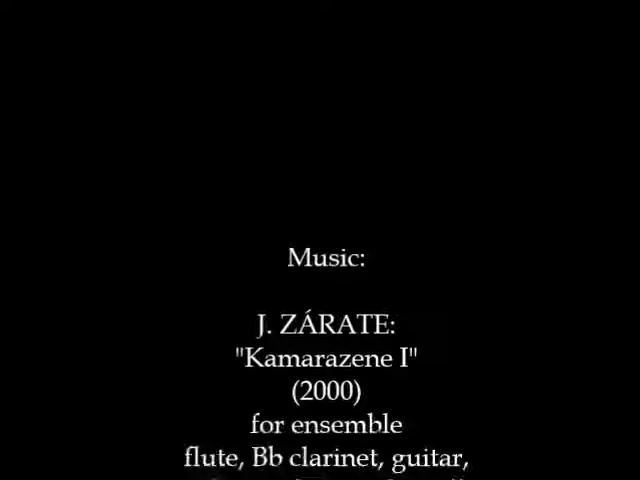 Music:
J. ZÁRATE:
"Kamarazene I"
(2000)
for ensemble
flute, Bb clarinet, guitar,